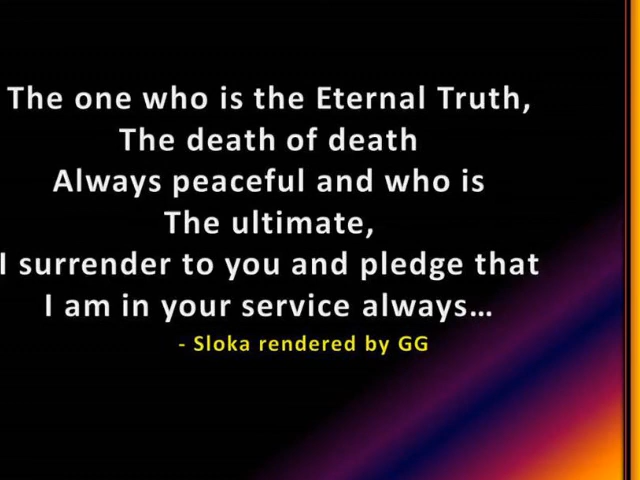 The one who is the Eternal Truth,
The death of death
Always peaceful and who is
The ultimate,
I surrender to you and pledge that
I am in your service always…
- Sloka rendered by GG